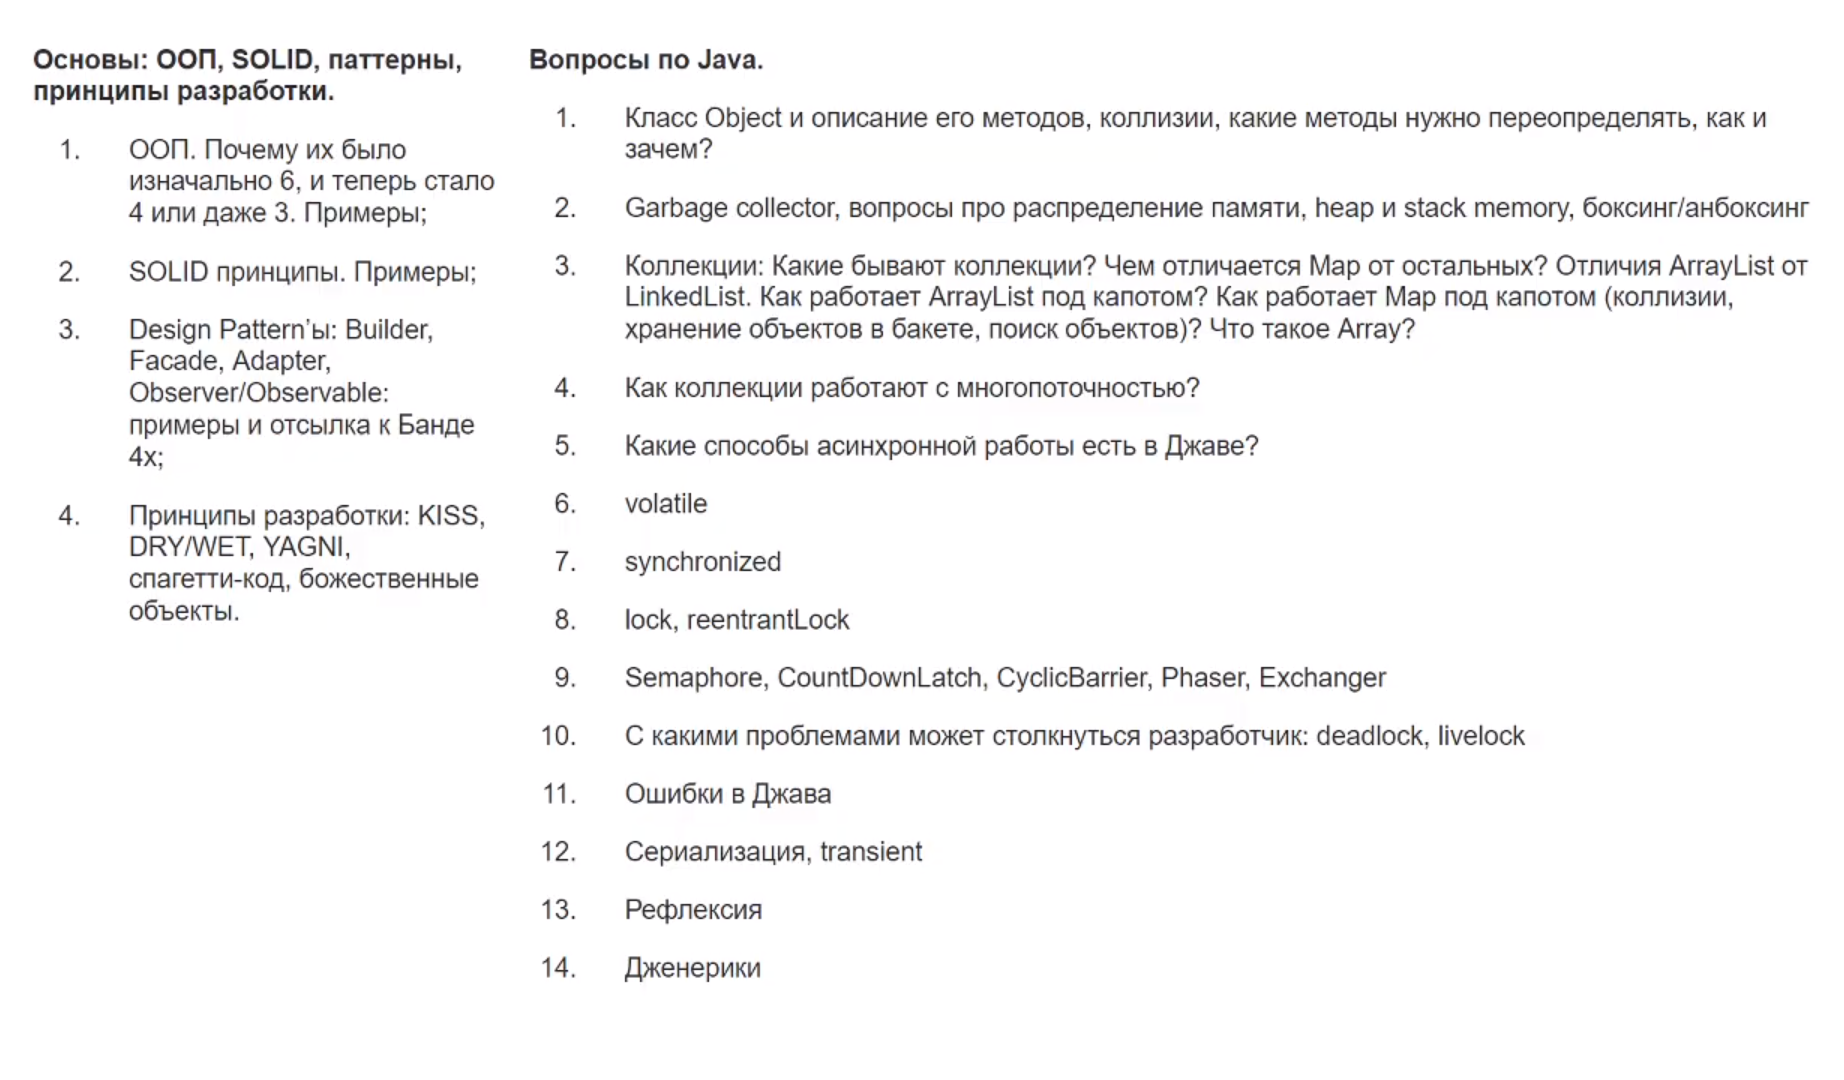 Основы: ООП, SOLID, паттерны,
принципы разработки.
1. ООП. Почему их было
изначально 6, и теперь стало
4 или даже 3. Примеры;
2. SOLID принципы. Примеры;
3. Design Pattern’ы: Builder,
Facade, Adapter,
Observer/Observable:
примеры и отсылка к Банде
4х;
4. Принципы разработки: KISS,
DRY/WET, YAGNI,
спагетти-код, божественные
объекты.
Вопросы по Java.
1. Класс Object и описание его методов, коллизии, какие методы нужно переопределять, как и
зачем?
2. Garbage collector, вопросы про распределение памяти, heap и stack memory, боксинг/анбоксинг
3. Коллекции: Какие бывают коллекции? Чем отличается Map от остальных? Отличия ArrayList от
LinkedList. Как работает ArrayList под капотом? Как работает Map под капотом (коллизии,
хранение объектов в бакете, поиск объектов)? Что такое Array?
4. Как коллекции работают с многопоточностью?
5. Какие способы асинхронной работы есть в Джаве?
6. volatile
7. synchronized
8. lock, reentrantLock
9. Semaphore, CountDownLatch, CyclicBarrier, Phaser, Exchanger
10. С какими проблемами может столкнуться разработчик: deadlock, livelock
11. Ошибки в Джава
12. Сериализация, transient
13. Рефлексия
14. Дженерики